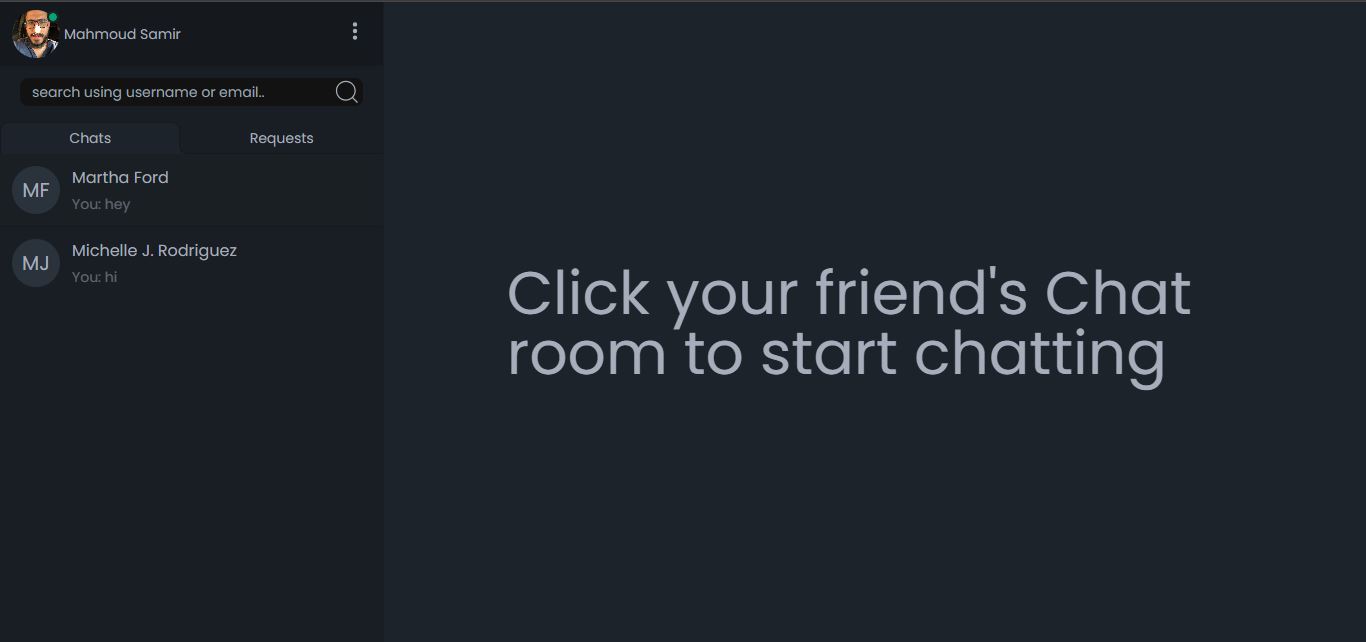 Mahmoud Samir
search using username or email..
Chats
Requests
MF
Martha Ford
You: hey
MJ
Michelle J. Rodriguez
You: hi
Click your friend's Chat
room to start chatting